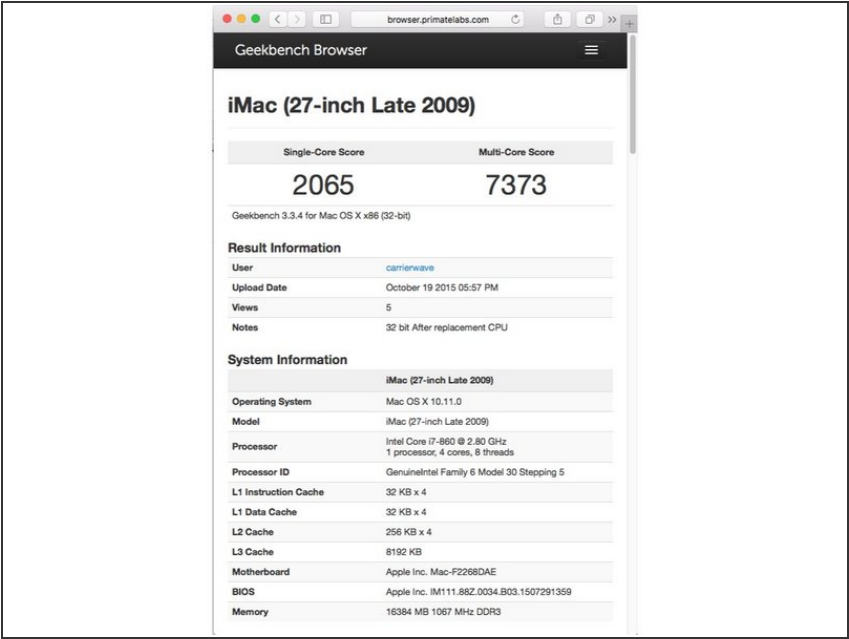 browser.primatelabs.com
Geekbench Browser
iMac (27-inch Late 2009)
Single-Core Score Multi-Core Score
2065 7373
Geekbench 3.3.4 for Mac OS X x86 (32-bit)
Result Information
User carrierwave
Upload Date October 19 2015 05:57 PM
Views 5
Notes 32 bit After replacement CPU
System Information
iMac (27-inch Late 2009)
Operating System Mac OS X 10.11.0
Model iMac (27-inch Late 2009)
Processor Intel Core i7-860 @ 2.80 GHz
1 processor, 4 cores, 8 threads
Processor ID GenuineIntel Family 6 Model 30 Stepping 5
L1 Instruction Cache 32 KB x 4
L1 Data Cache 32 KB x 4
L2 Cache 256 KB x 4
L3 Cache 8192 KB
Motherboard Apple Inc. Mac-F2268DAE
BIOS Apple Inc. IM111.88Z.0034.B03.1507291359
Memory 16384 MB 1067 MHz DDR3